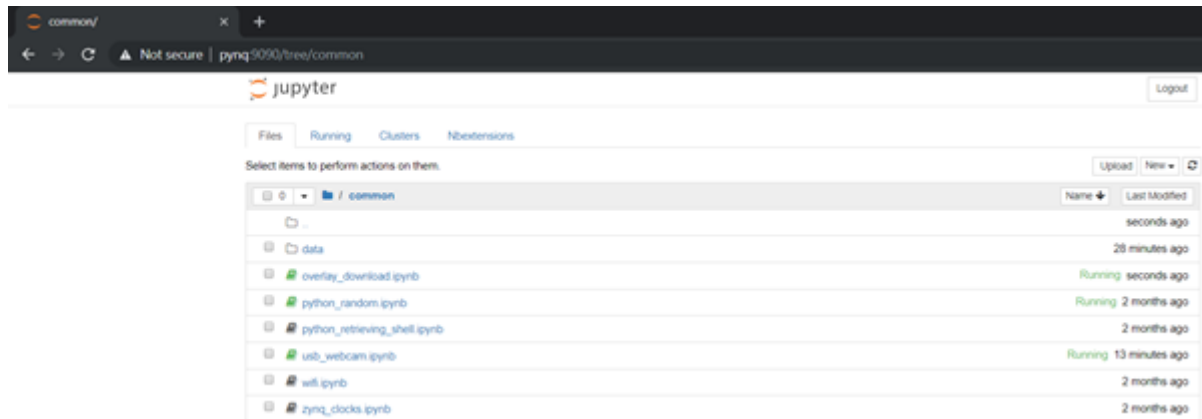 common/ × +
Not secure | pynq:9090/tree/common
jupyter Logout
Files Running Clusters Nbextensions
Select items to perform actions on them. Upload New
0 / common Name Last Modified
.. seconds ago
data 28 minutes ago
overlay_download.ipynb Running seconds ago
python_random.ipynb Running 2 months ago
python_retrieving_shell.ipynb 2 months ago
usb_webcam.ipynb Running 13 minutes ago
wifi.ipynb 2 months ago
zynq_clocks.ipynb 2 months ago